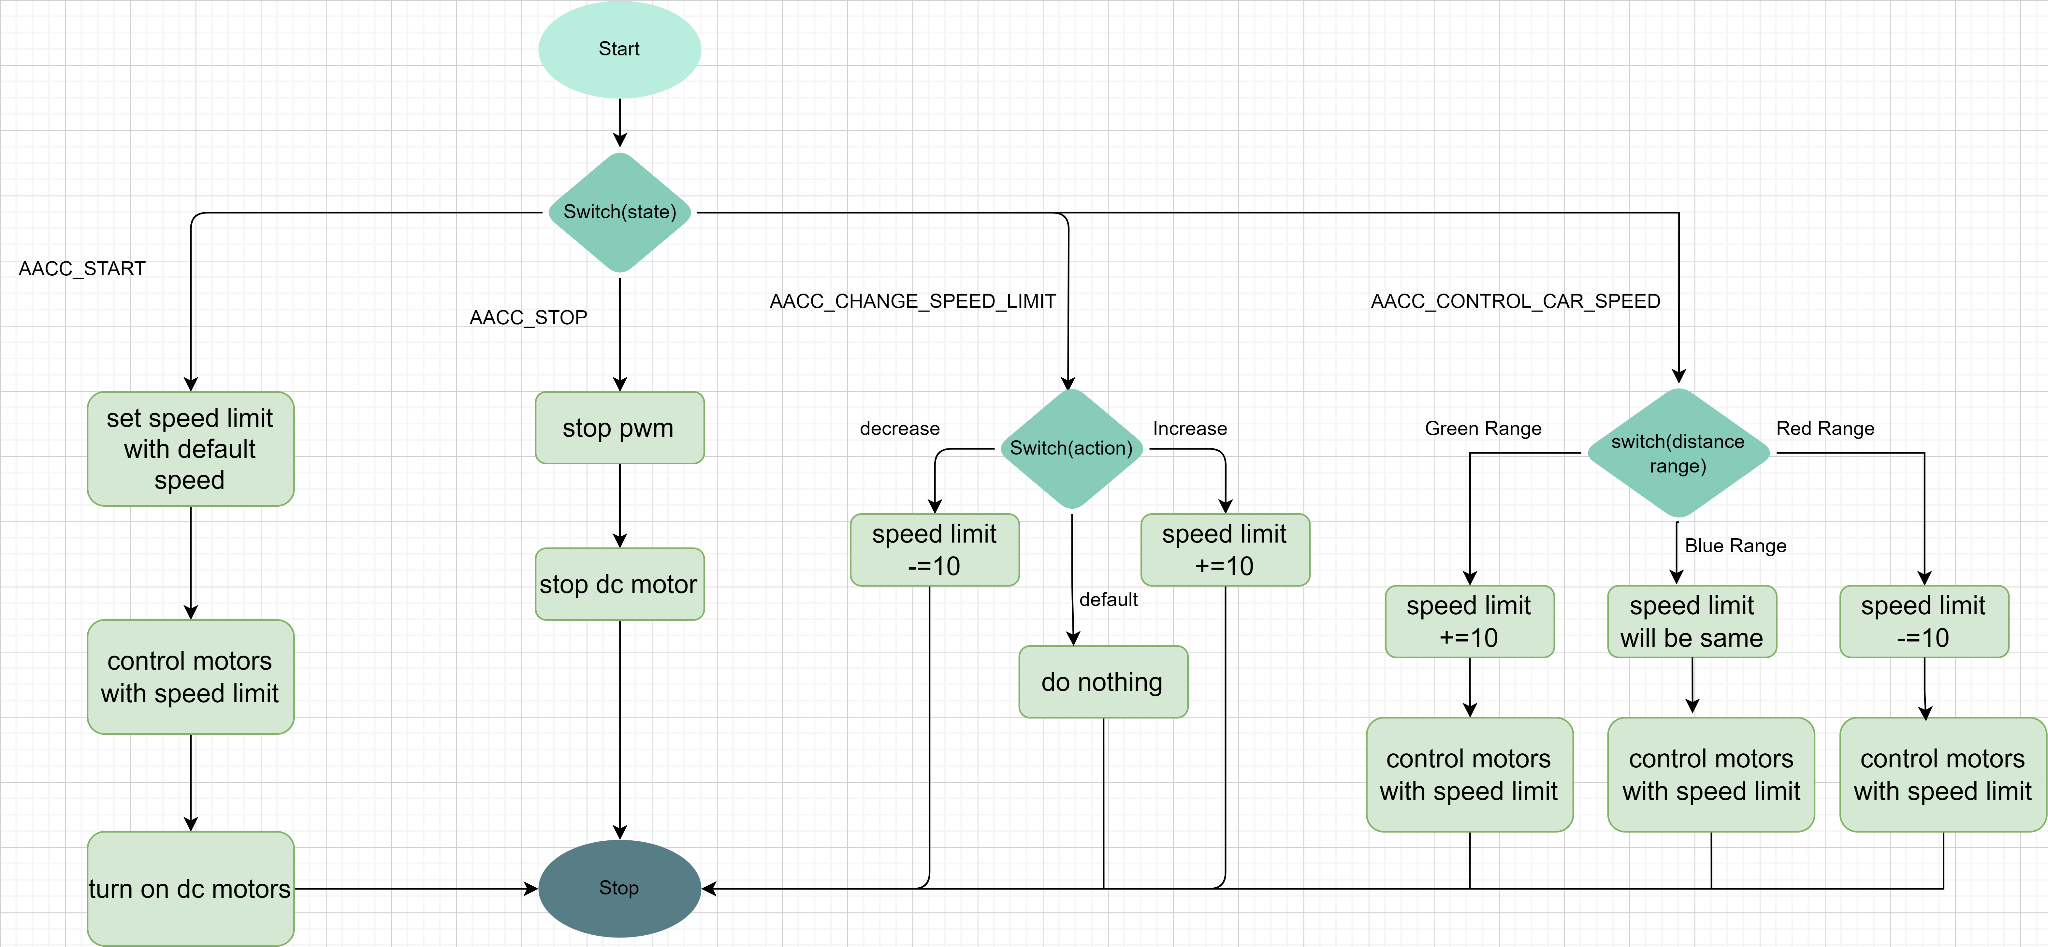 Start
Switch(state)
AACC_START
AACC_STOP
AACC_CHANGE_SPEED_LIMIT
AACC_CONTROL_CAR_SPEED
set speed limit
with default
speed
control motors
with speed limit
turn on dc motors
stop pwm
stop dc motor
Stop
Switch(action)
decrease
Increase
speed limit
-=10
default
do nothing
speed limit
+=10
switch(distance
range)
Green Range
Red Range
Blue Range
speed limit
+=10
control motors
with speed limit
speed limit
will be same
control motors
with speed limit
speed limit
-=10
control motors
with speed limit